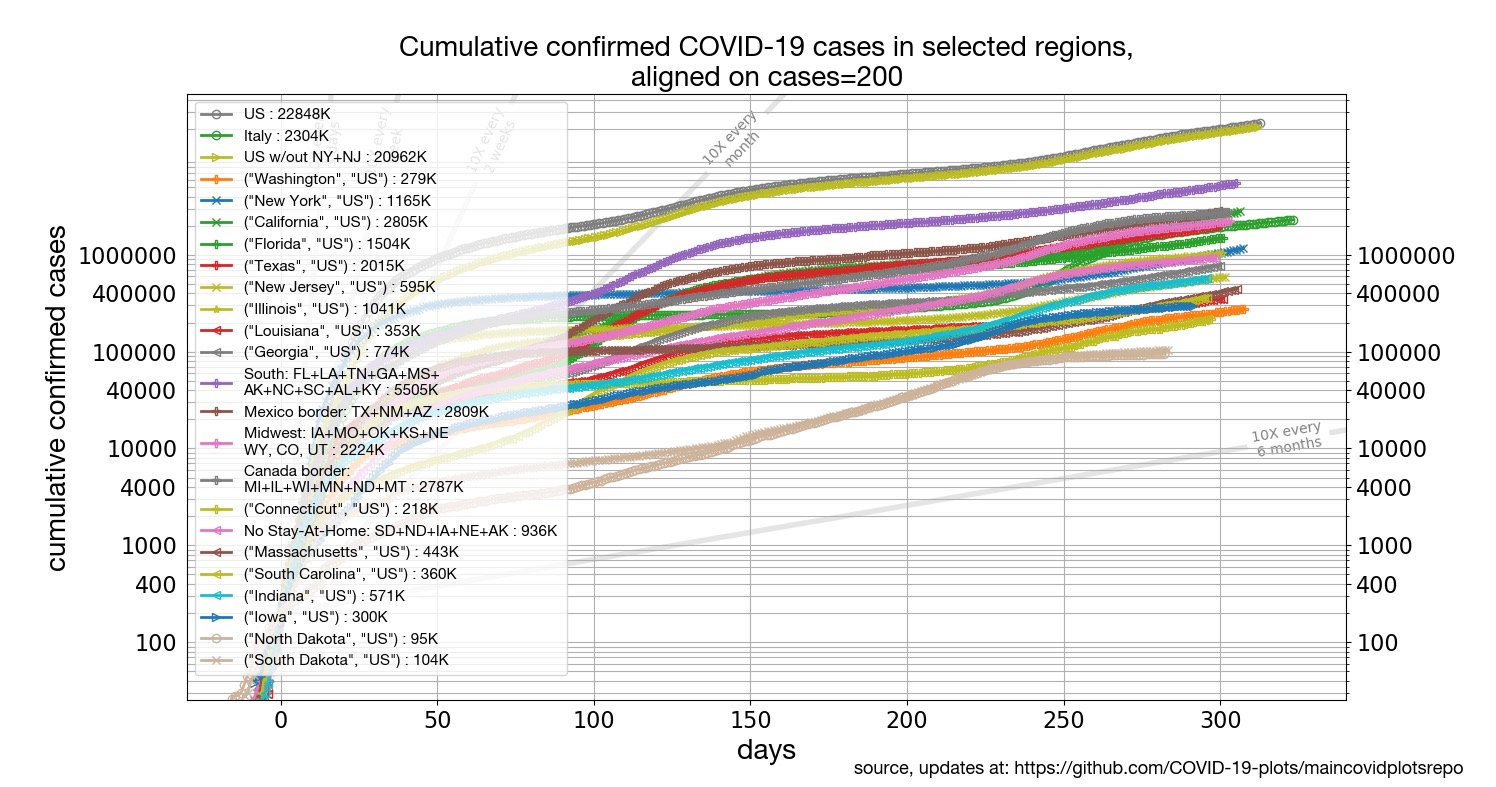 Cumulative confirmed COVID-19 cases in selected regions,
aligned on cases=200
US : 22848K
Italy : 2304K
US w/out NY+NJ : 20962K
("Washington", "US") : 279K
("New York", "US") : 1165K
("California", "US") : 2805K
("Florida", "US") : 1504K
("Texas", "US") : 2015K
("New Jersey", "US") : 595K
("Illinois", "US") : 1041K
("Louisiana", "US") : 353K
("Georgia", "US") : 774K
South: FL+LA+TN+GA+MS+
AK+NC+SC+AL+KY : 5505K
Mexico border: TX+NM+AZ : 2809K
Midwest: IA+MO+OK+KS+NE
WY, CO, UT : 2224K
Canada border:
MI+IL+WI+MN+ND+MT : 2787K
("Connecticut", "US") : 218K
No Stay-At-Home: SD+ND+IA+NE+AK : 936K
("Massachusetts", "US") : 443K
("South Carolina", "US") : 360K
("Indiana", "US") : 571K
("Iowa", "US") : 300K
("North Dakota", "US") : 95K
("South Dakota", "US") : 104K
days
every
week
10X every
2 weeks
10X every
month
10X every
6 months
cumulative confirmed cases
1000000
400000
100000
40000
10000
4000
1000
400
100
1000000
400000
100000
40000
10000
4000
1000
400
100
0 50 100 150 200 250 300
days
source, updates at: https://github.com/COVID-19-plots/maincovidplotsrepo